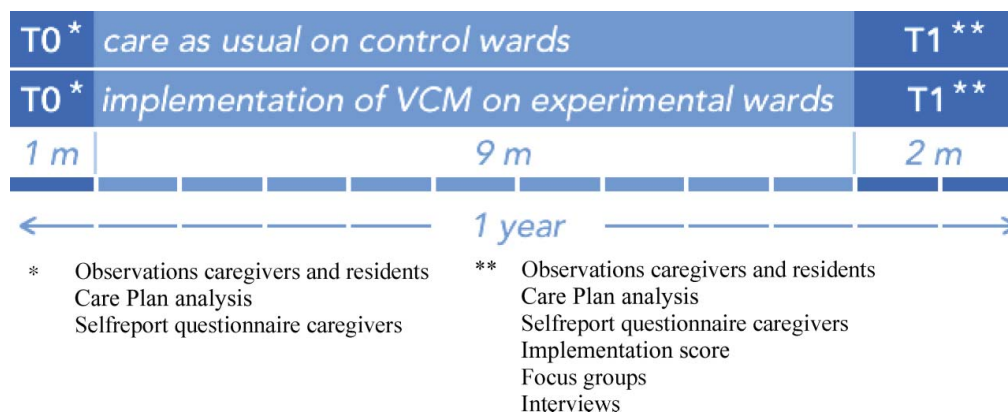 T0* care as usual on control wards T1**
T0* implementation of VCM on experimental wards T1**
1 m 9 m 2 m
1 year
* Observations caregivers and residents
Care Plan analysis
Selfreport questionnaire caregivers
** Observations caregivers and residents
Care Plan analysis
Selfreport questionnaire caregivers
Implementation score
Focus groups
Interviews